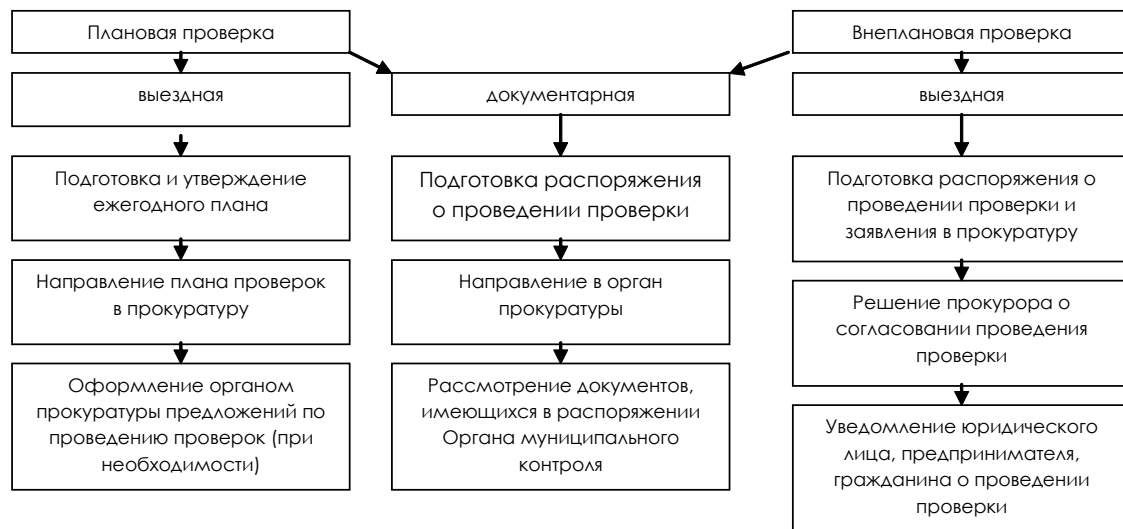 Плановая проверка
Внеплановая проверка
выездная
документарная
выездная
Подготовка и утверждение
ежегодного плана
Подготовка распоряжения
о проведении проверки
Подготовка распоряжения о
проведении проверки и
заявления в прокуратуру
Направление плана проверок
в прокуратуру
Направление в орган
прокуратуры
Решение прокурора о
согласовании проведения
проверки
Оформление органом
прокуратуры предложений по
проведению проверок (при
необходимости)
Рассмотрение документов,
имеющихся в распоряжении
Органа муниципального
контроля
Уведомление юридического
лица, предпринимателя,
гражданина о проведении
проверки